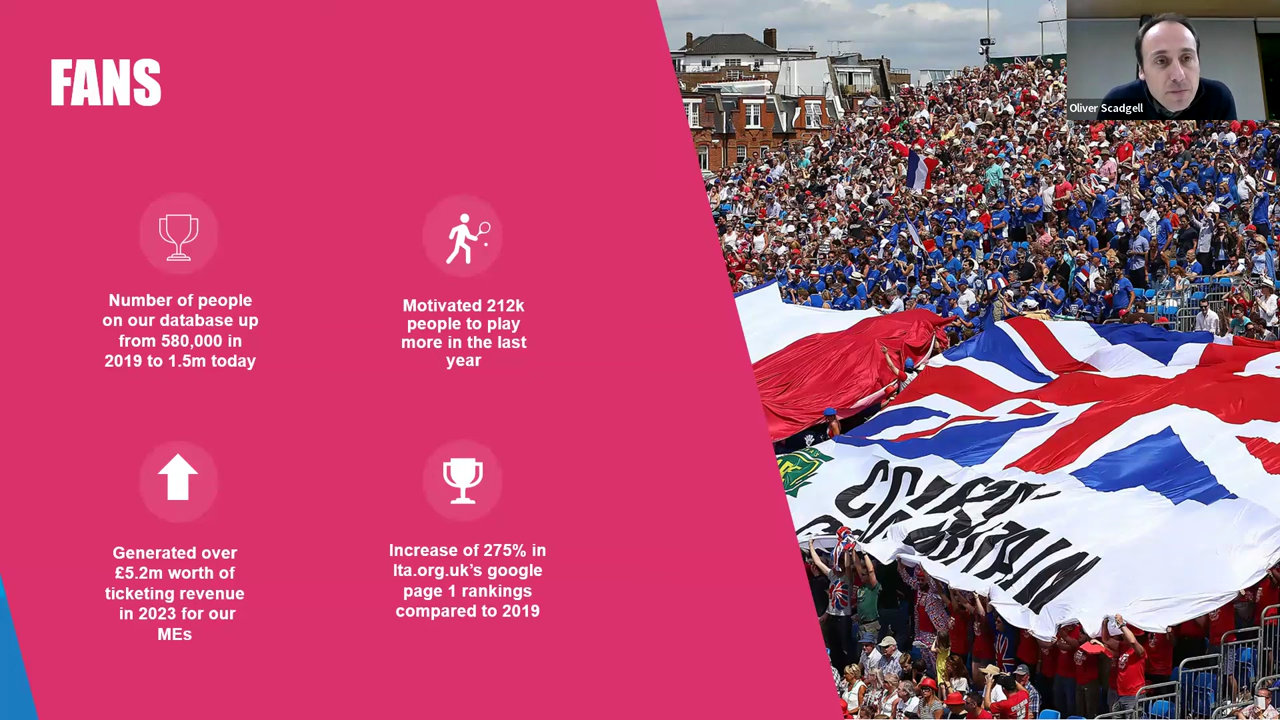 FANS
Oliver Scadgell
Number of people
on our database up
from 580,000 in
2019 to 1.5m today
Motivated 212k
people to play
more in the last
year
Generated over
£5.2m worth of
ticketing revenue
in 2023 for our
MEs
Increase of 275% in
lta.org.uk's google
page 1 rankings
compared to 2019